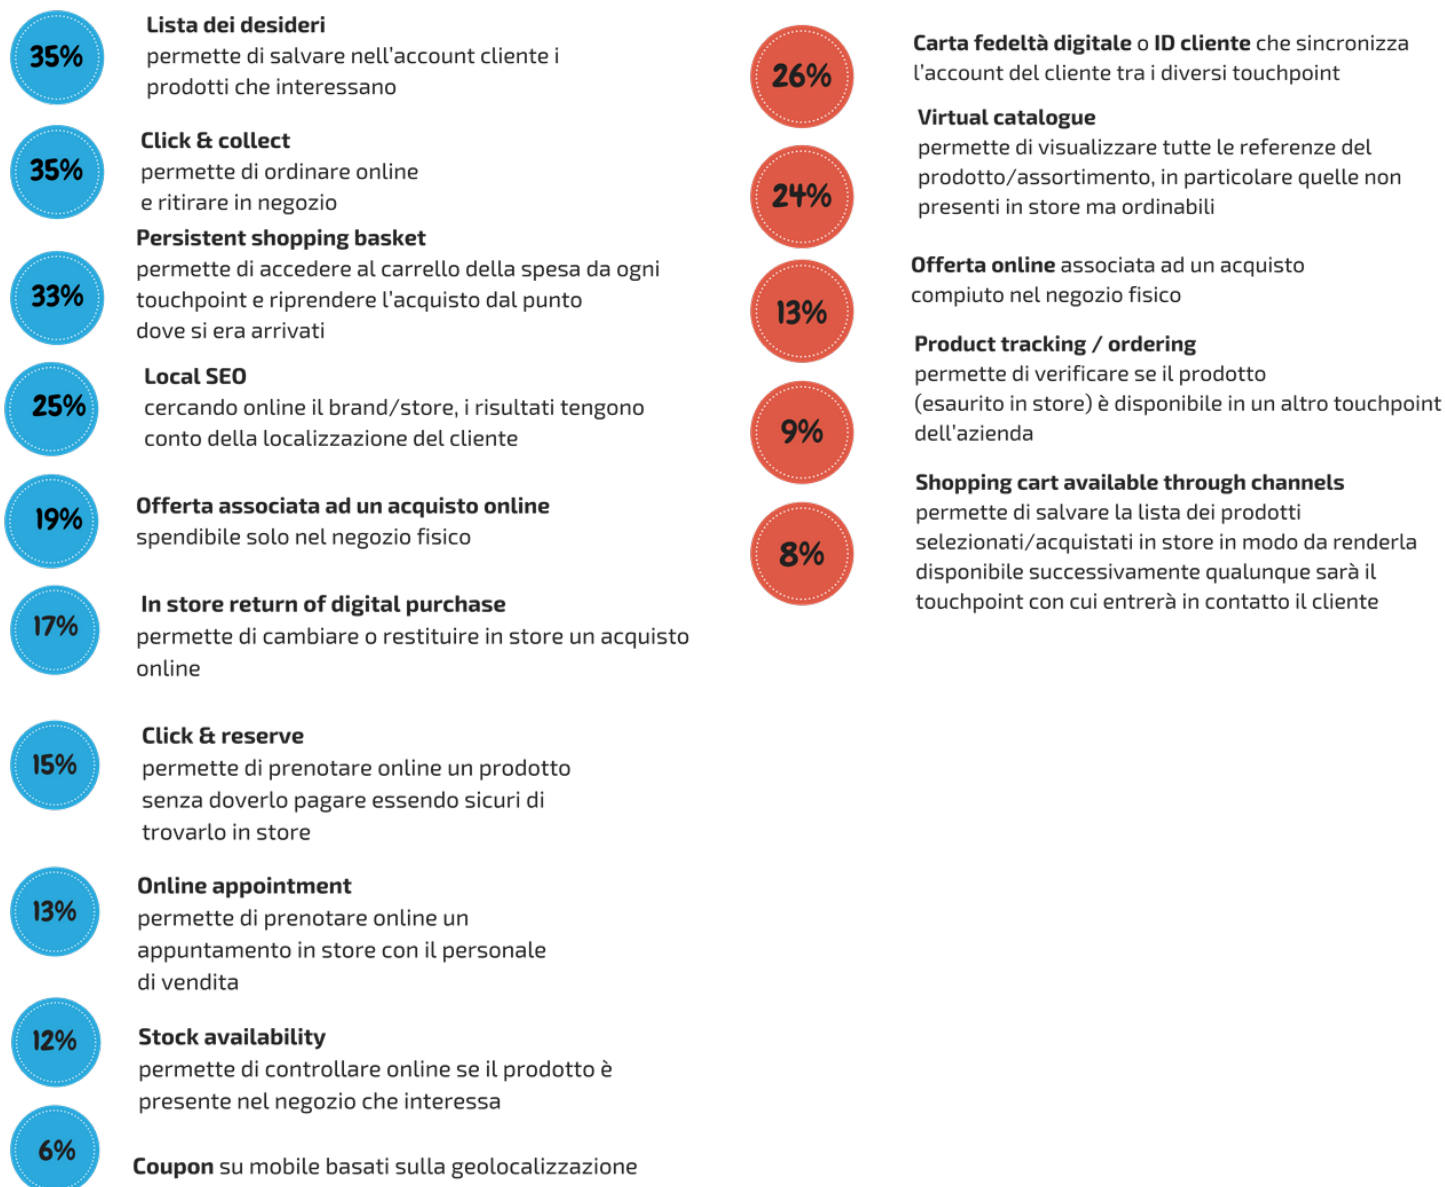 35%
Lista dei desideri
permette di salvare nell'account cliente i
prodotti che interessano
35%
Click & collect
permette di ordinare online
e ritirare in negozio
33%
Persistent shopping basket
permette di accedere al carrello della spesa da ogni
touchpoint e riprendere l'acquisto dal punto
dove si era arrivati
25%
Local SEO
cercando online il brand/store, i risultati tengono
conto della localizzazione del cliente
19%
Offerta associata ad un acquisto online
spendibile solo nel negozio fisico
17%
In store return of digital purchase
permette di cambiare o restituire in store un acquisto
online
15%
Click & reserve
permette di prenotare online un prodotto
senza doverlo pagare essendo sicuri di
trovarlo in store
13%
Online appointment
permette di prenotare online un
appuntamento in store con il personale
di vendita
12%
Stock availability
permette di controllare online se il prodotto è
presente nel negozio che interessa
6%
Coupon su mobile basati sulla geolocalizzazione
26%
Carta fedeltà digitale o ID cliente che sincronizza
l'account del cliente tra i diversi touchpoint
24%
Virtual catalogue
permette di visualizzare tutte le referenze del
prodotto/assortimento, in particolare quelle non
presenti in store ma ordinabili
13%
Offerta online associata ad un acquisto
compiuto nel negozio fisico
9%
Product tracking / ordering
permette di verificare se il prodotto
(esaurito in store) è disponibile in un altro touchpoint
dell'azienda
8%
Shopping cart available through channels
permette di salvare la lista dei prodotti
selezionati/acquistati in store in modo da renderla
disponibile successivamente qualunque sarà il
touchpoint con cui entrerà in contatto il cliente